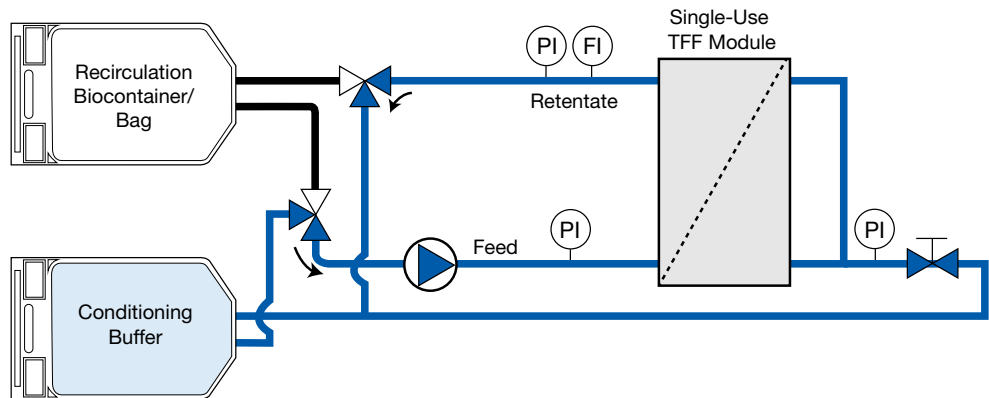 Single-Use
TFF Module
PI
FI
Retentate
Recirculation
Biocontainer/
Bag
PI
Feed
PI
Conditioning
Buffer